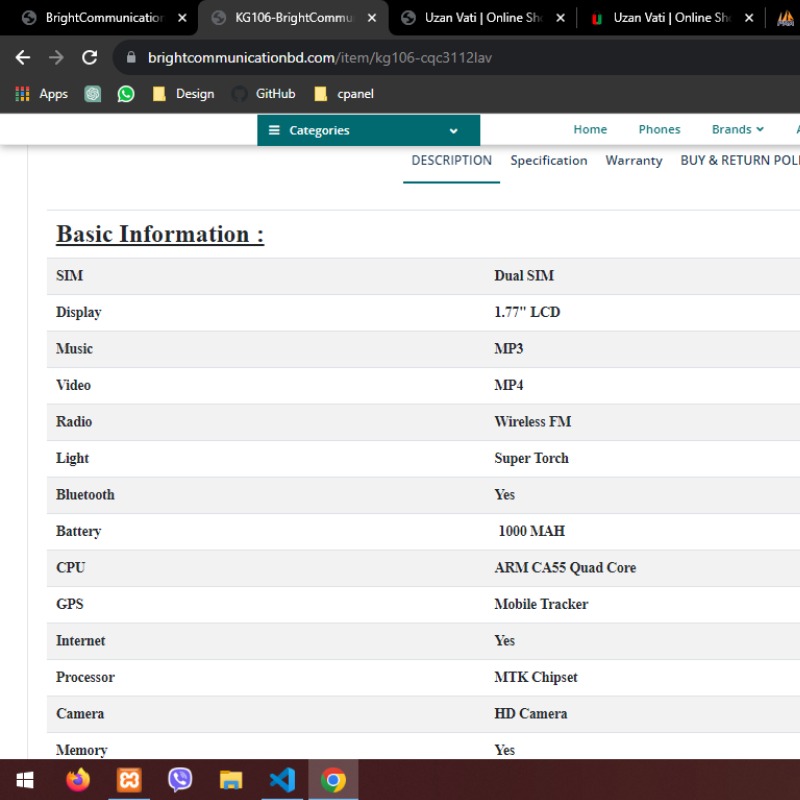 BrightCommunication
KG106-BrightCommu
Uzan Vati | Online Sh
Uzan Vati | Online Sh
brightcommunicationbd.com/item/kg106-cqc3112lav
Apps Design GitHub cpanel
Categories Home Phones Brands
DESCRIPTION Specification Warranty BUY & RETURN POLI
Basic Information :
SIM Dual SIM
Display 1.77" LCD
Music MP3
Video MP4
Radio Wireless FM
Light Super Torch
Bluetooth Yes
Battery 1000 MAH
CPU ARM CA55 Quad Core
GPS Mobile Tracker
Internet Yes
Processor MTK Chipset
Camera HD Camera
Memory Yes